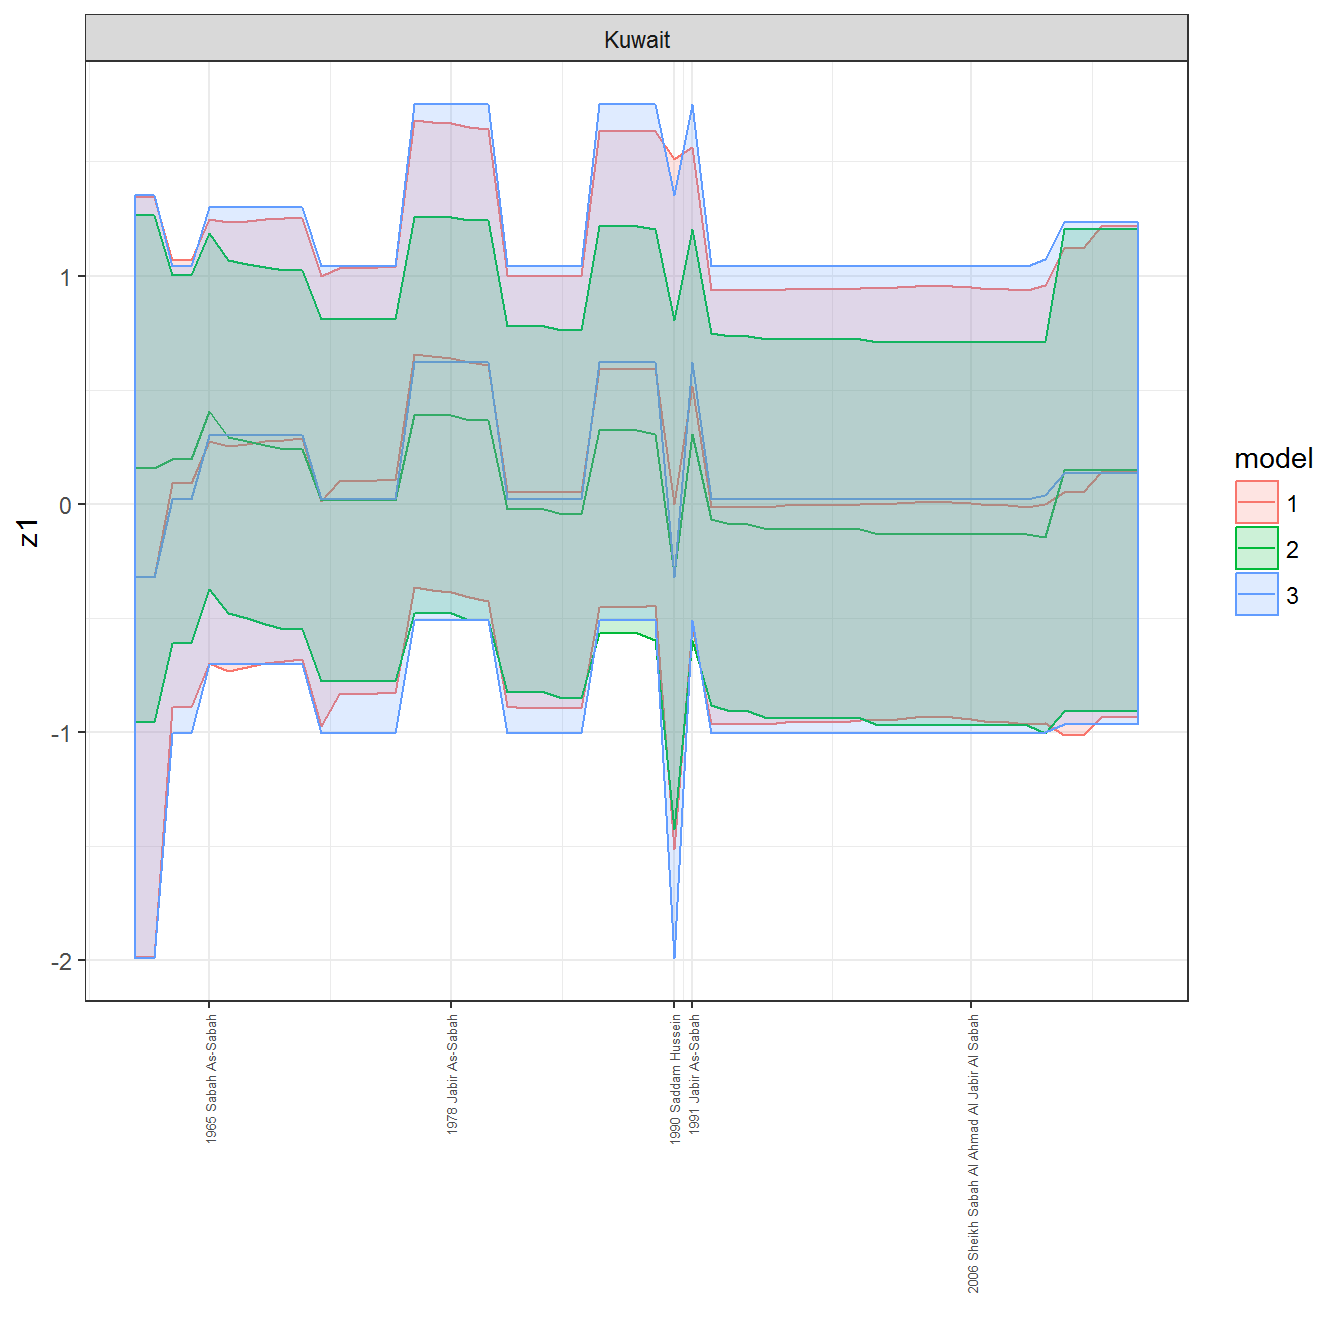 Kuwait
1
0
-1
-2
z1
1965 Sabah As-Sabah
1978 Jabir As-Sabah
1990 Saddam Hussein
1991 Jabir As-Sabah
2006 Sheikh Sabah Al Ahmad Al Jabir Al Sabah
model
1
2
3